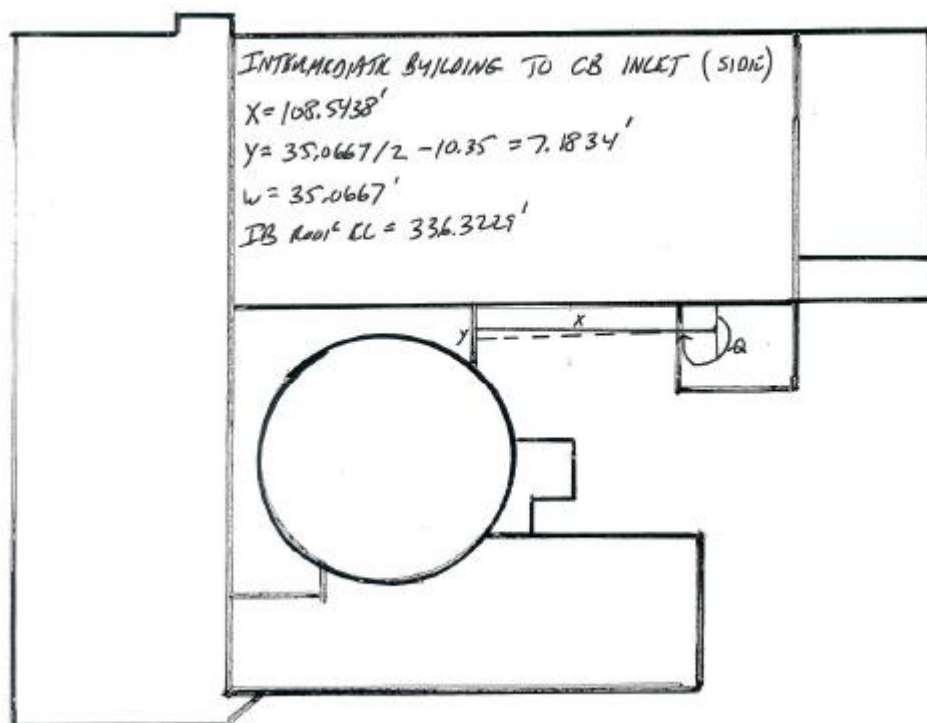 INTERMEDIATE BUILDING TO CB INLET (SIDE)
X=108.5438'
Y= 35.0667/2 -10.35 = 7.1834'
W= 35.0667'
IB ROOF EL = 336.3229'
X
Y
Q